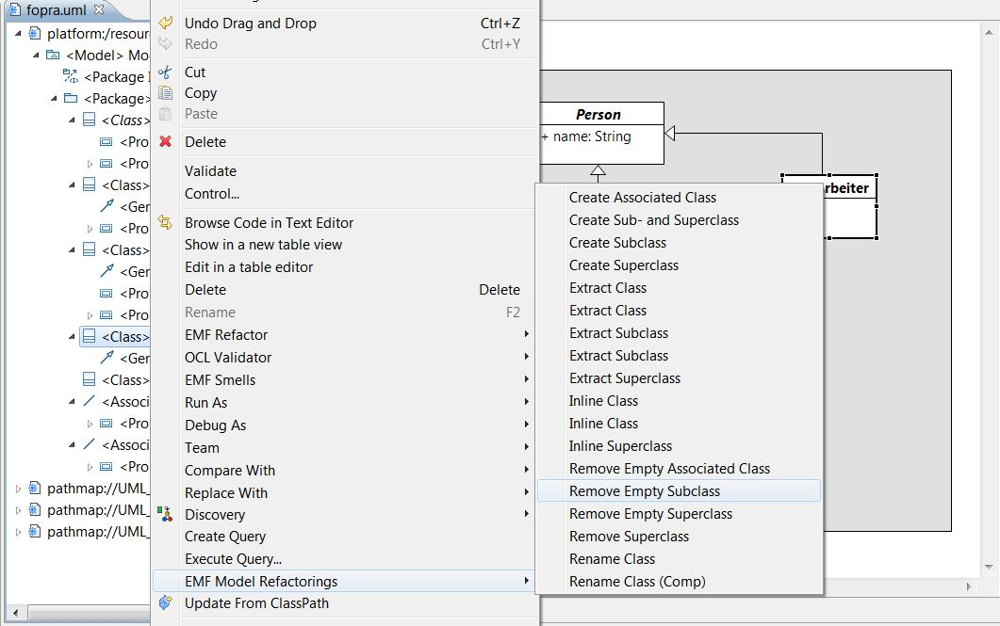 fopra.uml
platform:/resour
<Model> Mo
<Package I
<Package>
<Class>
<Pro
<Pro
<Class>
<Ger
<Pro
<Class>
<Ger
<Pro
<Pro
<Class>
<Ger
<Class>
<Associ
<Pro
<Associ
<Pro
pathmap://UML_
pathmap://UML_
pathmap://UML_
Undo Drag and Drop Ctrl+Z
Redo Ctrl+Y
Cut
Copy
Paste
Delete
Validate
Control...
Browse Code in Text Editor
Show in a new table view
Edit in a table editor
Delete Delete
Rename F2
EMF Refactor
OCL Validator
EMF Smells
Run As
Debug As
Team
Compare With
Replace With
Discovery
Create Query
Execute Query...
EMF Model Refactorings
Update From ClassPath
Create Associated Class
Create Sub- and Superclass
Create Subclass
Create Superclass
Extract Class
Extract Class
Extract Subclass
Extract Subclass
Extract Superclass
Inline Class
Inline Class
Inline Superclass
Remove Empty Associated Class
Remove Empty Subclass
Remove Empty Superclass
Remove Superclass
Rename Class
Rename Class (Comp)
Person
+ name: String
rbeiter